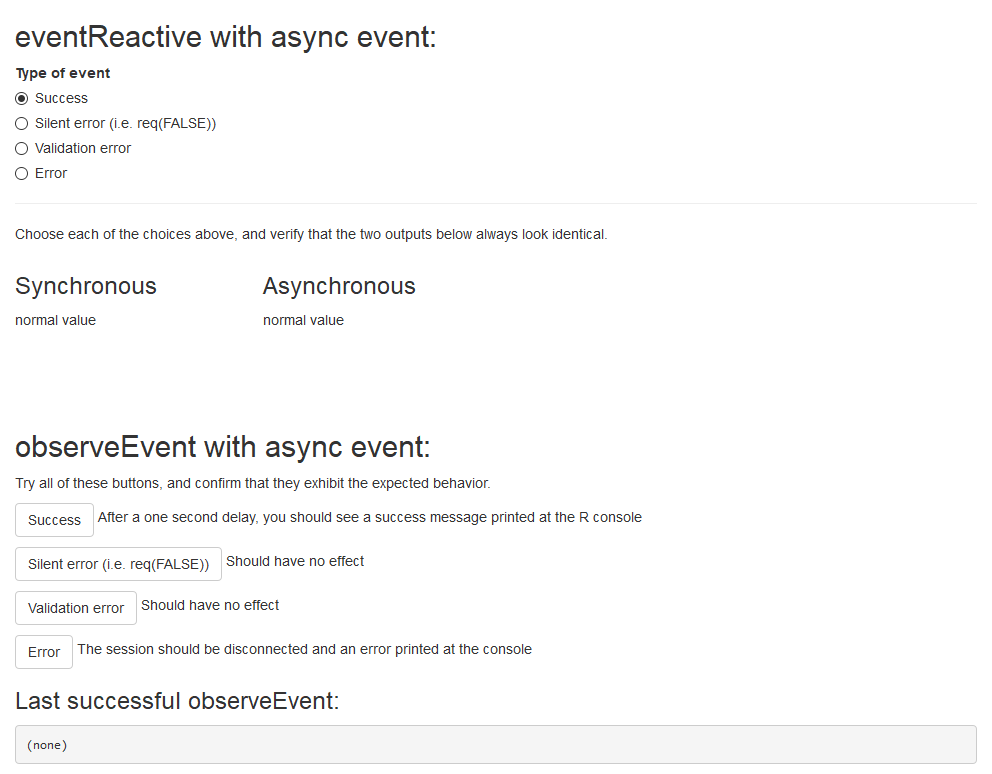 eventReactive with async event:
Type of event
Success
Silent error (i.e. req(FALSE))
Validation error
Error
Choose each of the choices above, and verify that the two outputs below always look identical.
Synchronous
Asynchronous
normal value
normal value
observeEvent with async event:
Try all of these buttons, and confirm that they exhibit the expected behavior.
Success After a one second delay, you should see a success message printed at the R console
Silent error (i.e. req(FALSE)) Should have no effect
Validation error Should have no effect
Error The session should be disconnected and an error printed at the console
Last successful observeEvent:
(none)